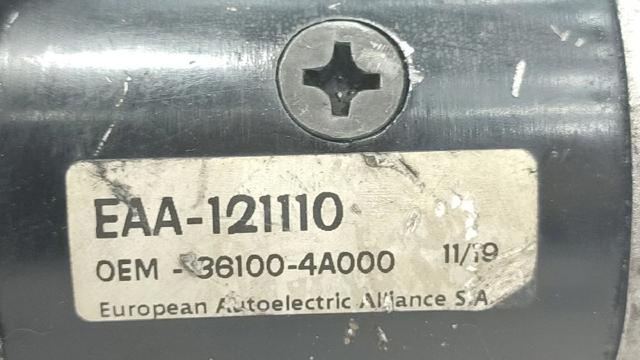 EAA-121110
OEM - 36100-4A000 11/19
European Autoelectric Alliance S.A.